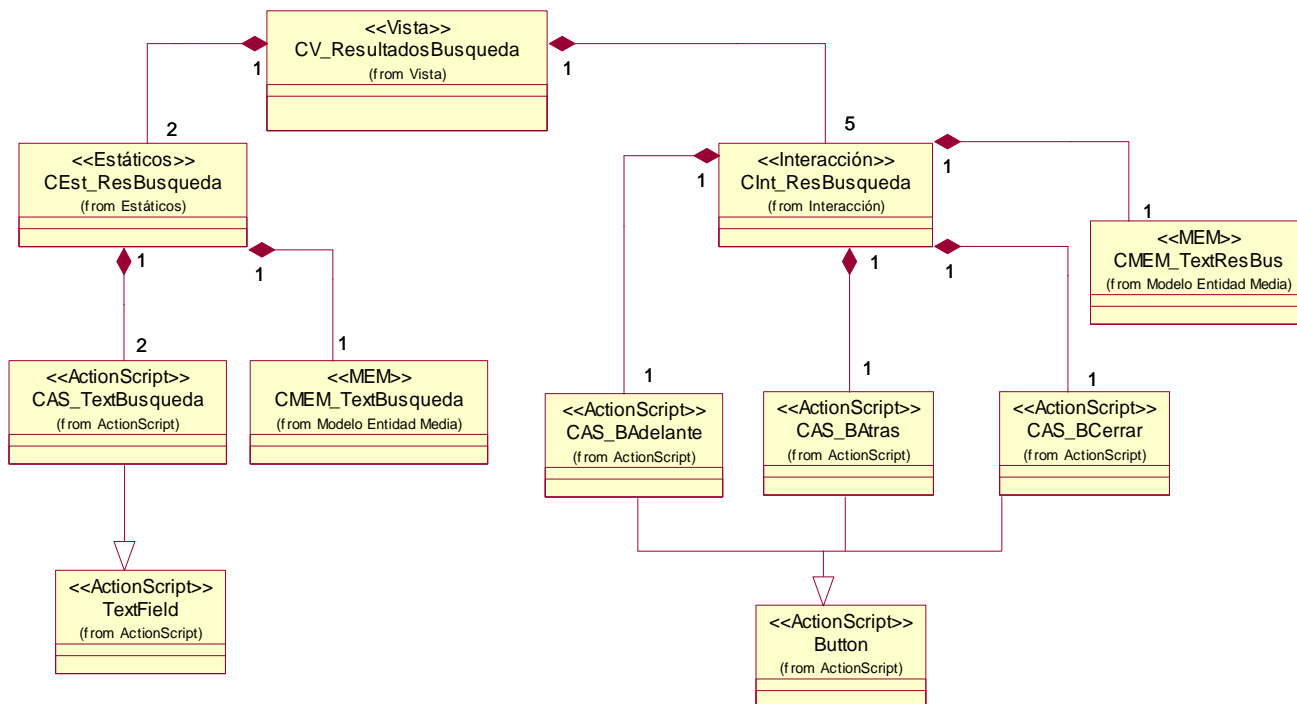 <<Vista>>
CV_ResultadosBusqueda
(from Vista)
1
1
2
5
<<Estáticos>>
CEst_ResBusqueda
(from Estáticos)
1
1
<<Interacción>>
CInt_ResBusqueda
(from Interacción)
1
1
1
1
1
<<MEM>>
CMEM_TextResBus
(from Modelo Entidad Media)
2
<<ActionScript>>
CAS_TextBusqueda
(from ActionScript)
1
<<MEM>>
CMEM_TextBusqueda
(from Modelo Entidad Media)
1
<<ActionScript>>
CAS_BAdelante
(from ActionScript)
1
<<ActionScript>>
CAS_BAtras
(from ActionScript)
1
<<ActionScript>>
CAS_BCerrar
(from ActionScript)
<<ActionScript>>
TextField
(from ActionScript)
<<ActionScript>>
Button
(from ActionScript)